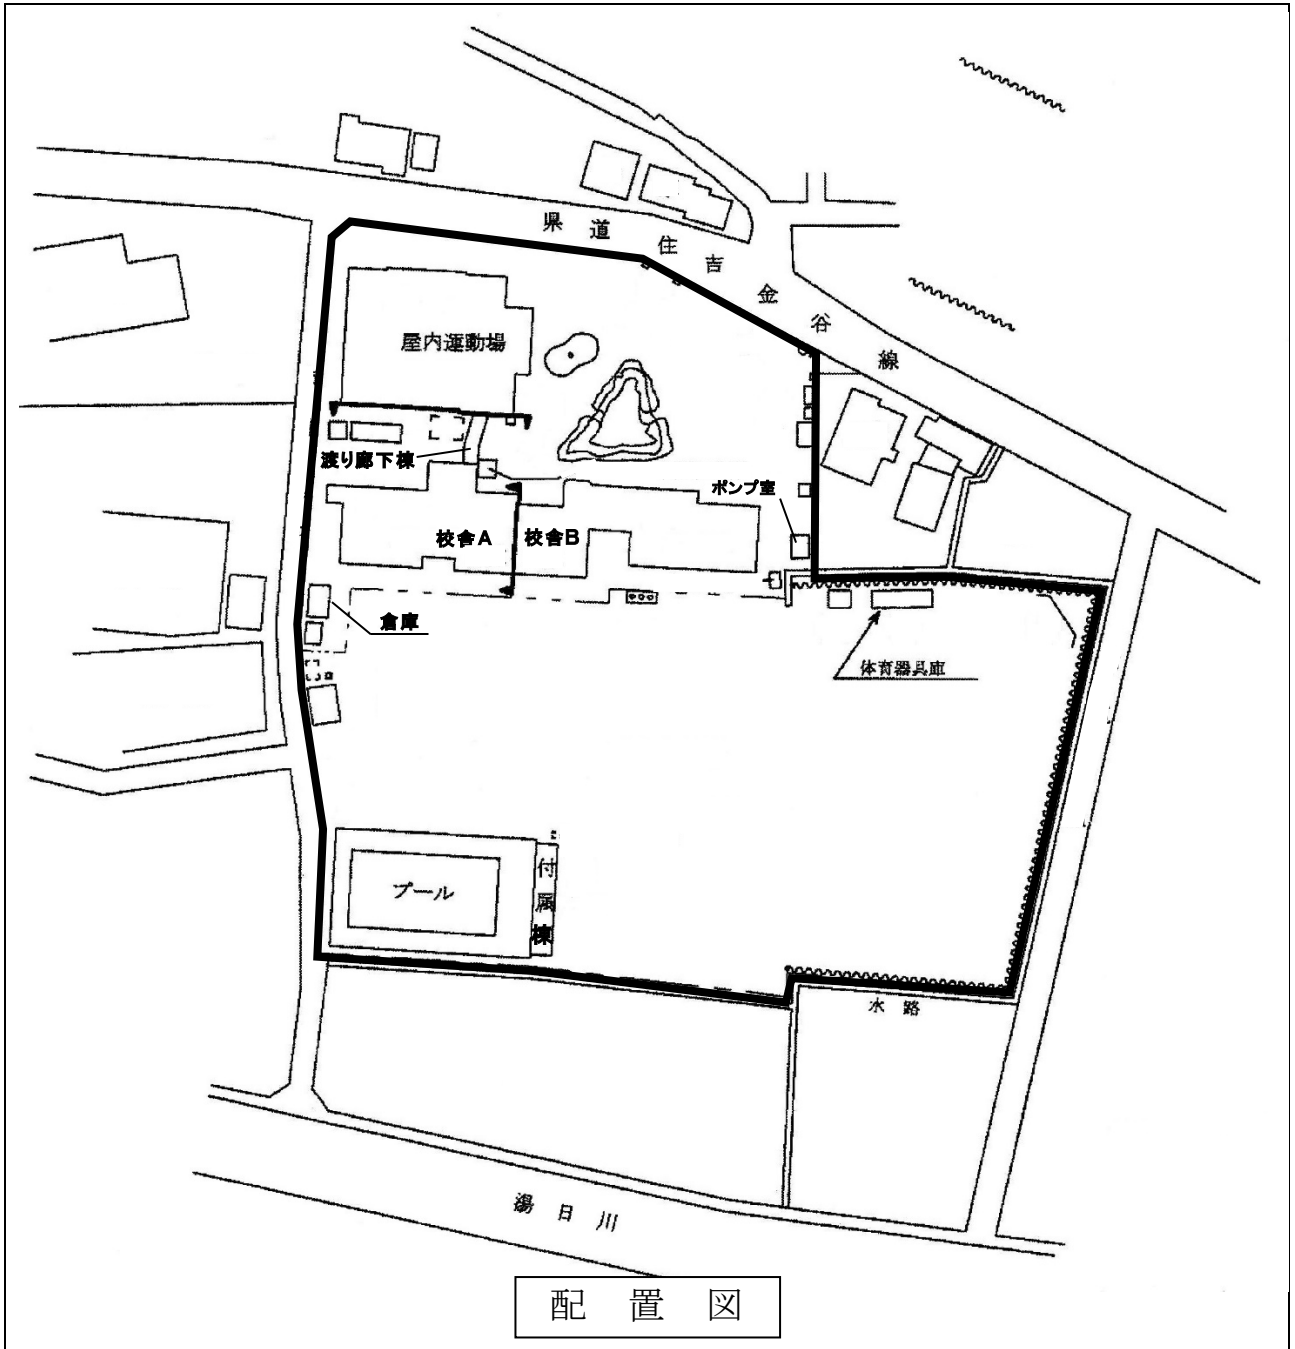 県道住吉金谷線
屋内運動場
渡り廊下棟
ポンプ室
校舎A
校舎B
倉庫
体育器具庫
プール
付属棟
水路
湯日川
配置図